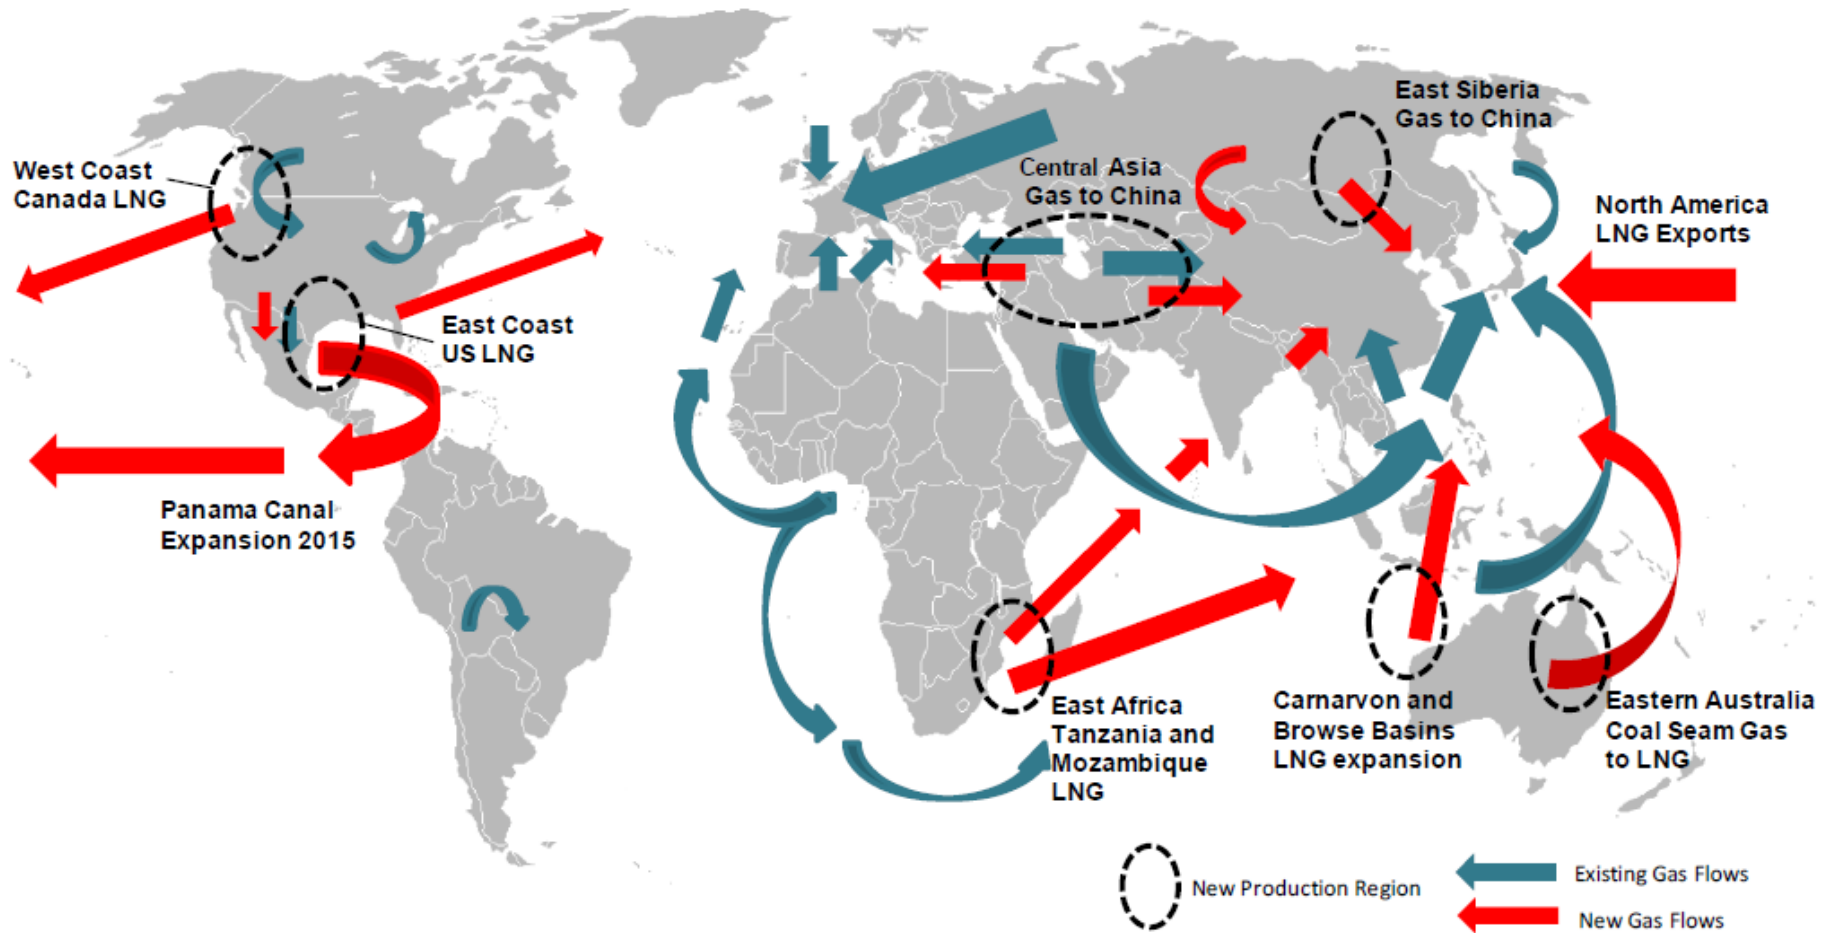 East Siberia
Gas to China
West Coast
Canada LNG
Central Asia
Gas to China
North America
LNG Exports
East Coast
US LNG
Panama Canal
Expansion 2015
East Africa
Tanzania and
Mozambique
LNG
Carnarvon and
Browse Basins
LNG expansion
Eastern Australia
Coal Seam Gas
to LNG
New Production Region
Existing Gas Flows
New Gas Flows